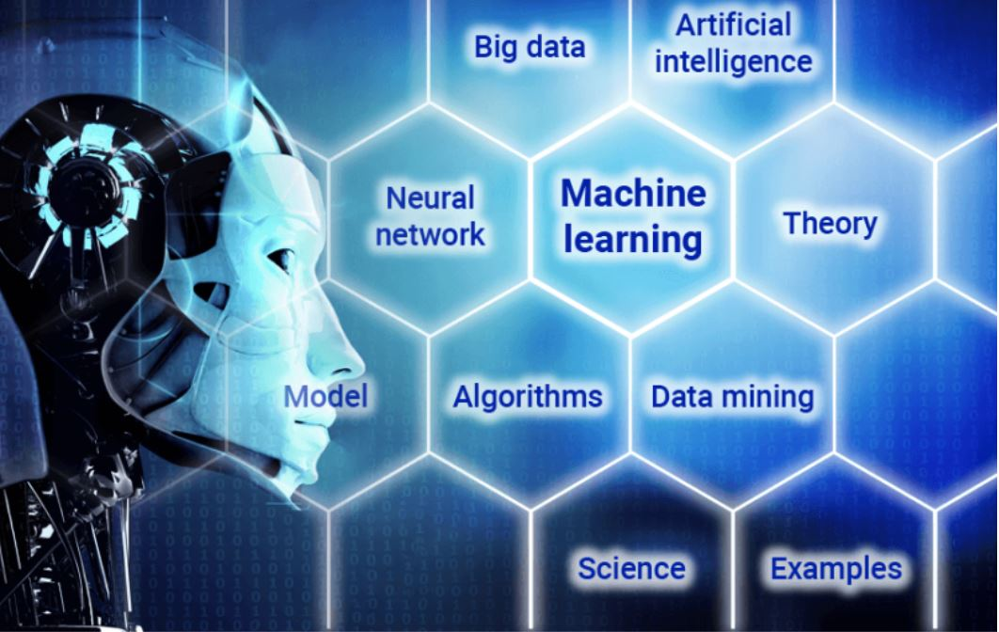 Big data
Artificial
intelligence
Neural
network
Machine
learning
Theory
Model
Algorithms
Data mining
Science
Examples